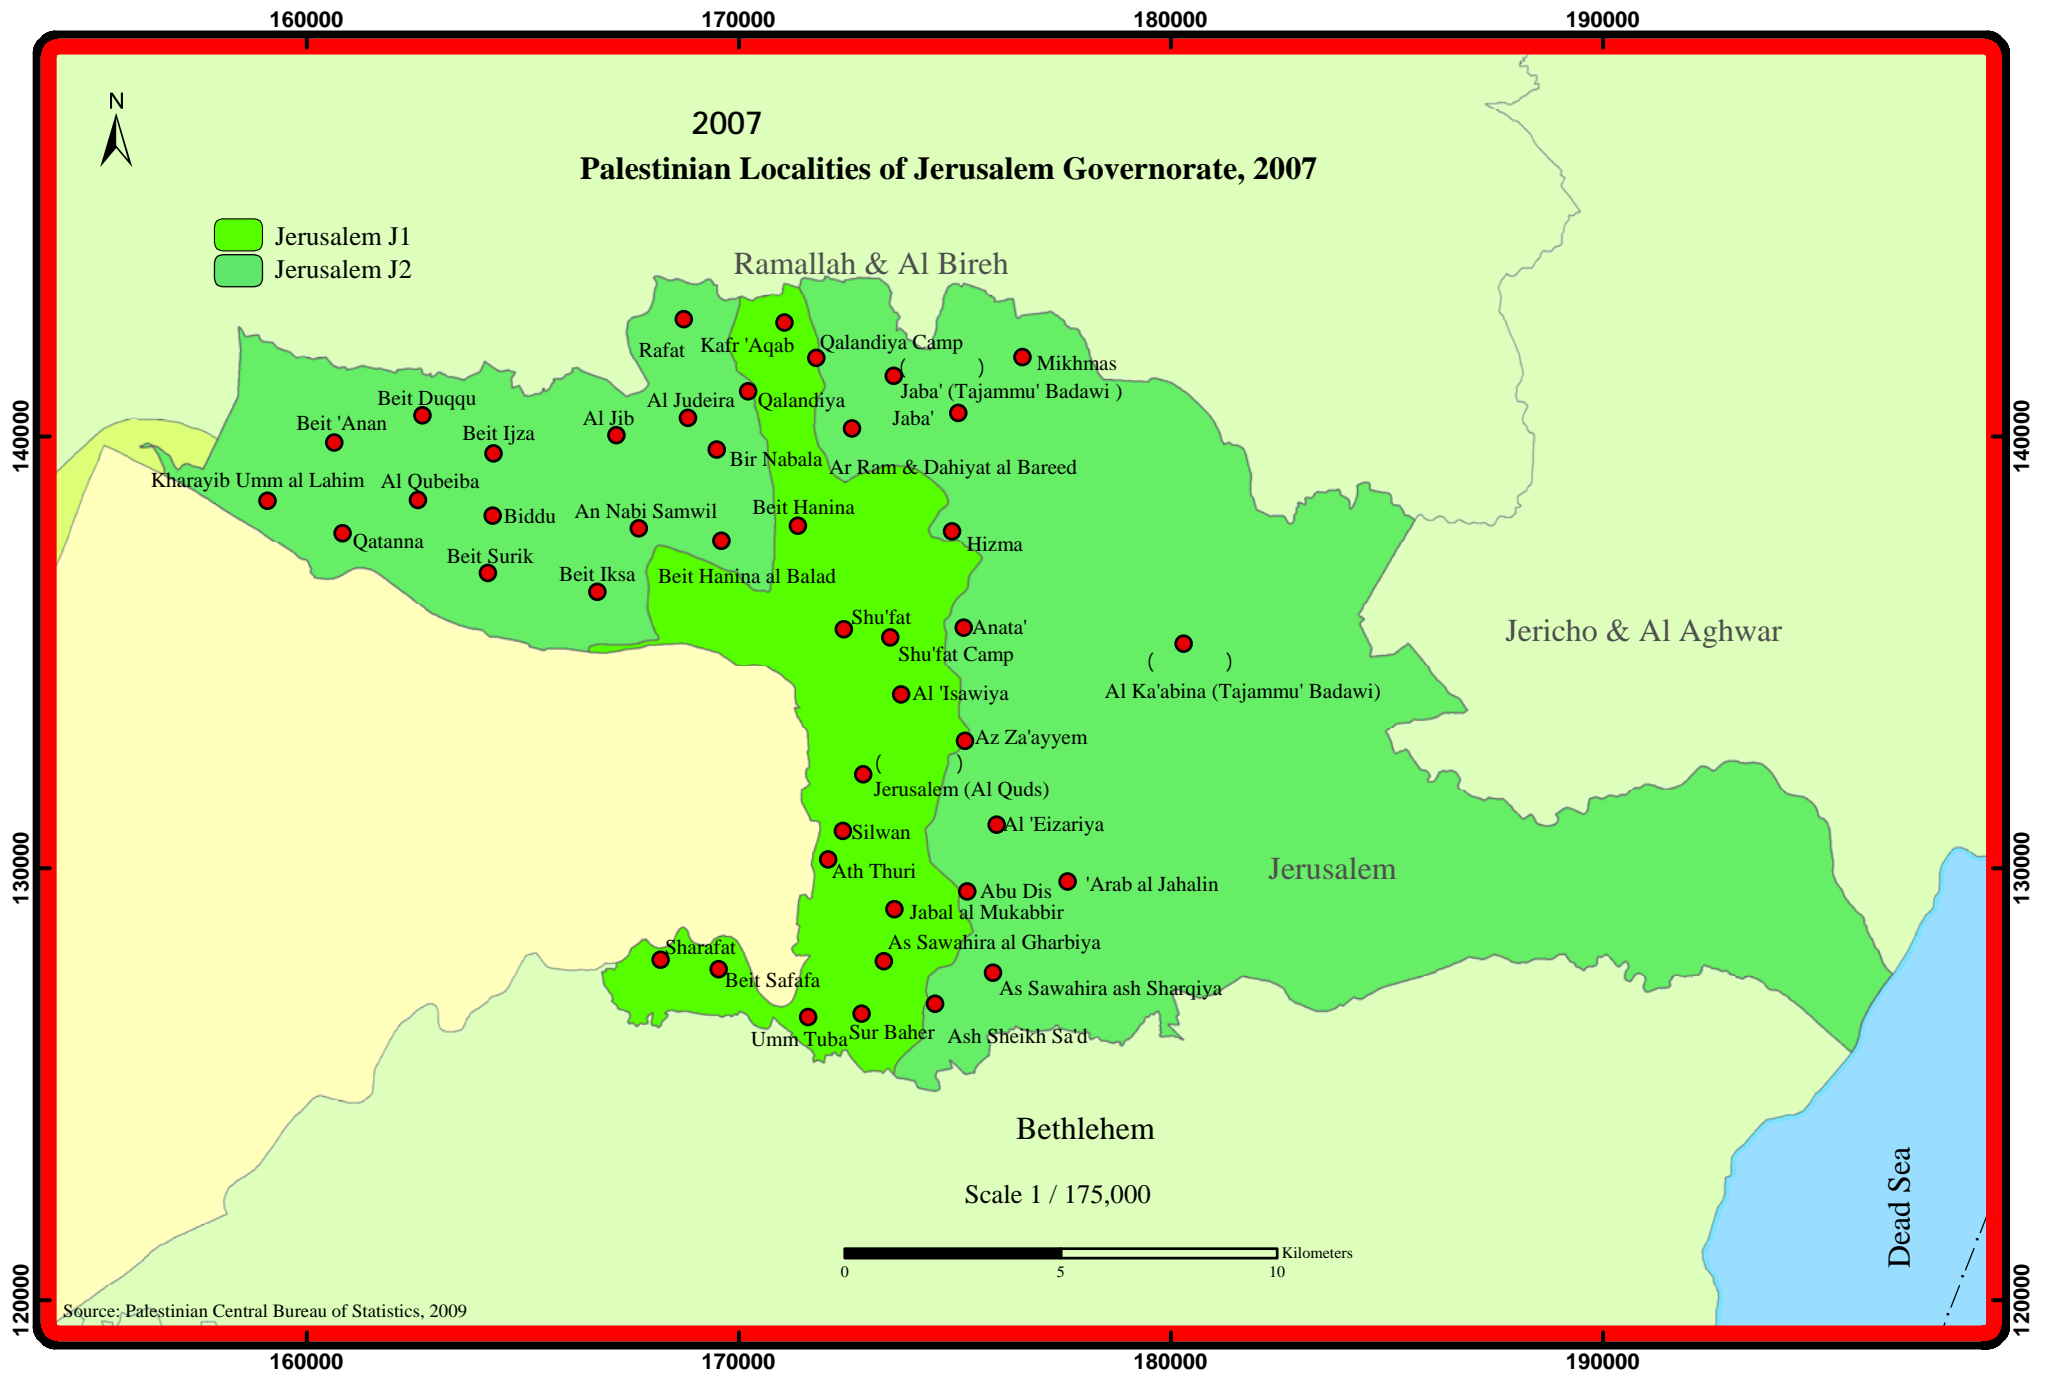 160000
170000
180000
190000
N
2007
Palestinian Localities of Jerusalem Governorate, 2007
Jerusalem J1
Jerusalem J2
Ramallah & Al Bireh
Rafat
Kafr 'Aqab
Qalandiya Camp
( )
Mikhmas
Jaba' (Tajammu' Badawi )
Beit Duqqu
Al Judeira
Qalandiya
Al Jib
Jaba'
Beit 'Anan
Beit Ijza
140000
140000
Bir Nabala
Ar Ram & Dahiyat al Bareed
Kharayib Umm al Lahim
Al Qubeiba
Biddu
An Nabi Samwil
Beit Hanina
Qatanna
Hizma
Beit Surik
Beit Iksa
Beit Hanina al Balad
Shu'fat
Anata'
Jericho & Al Aghwar
Shu'fat Camp
( )
Al 'Isawiya
Al Ka'abina (Tajammu' Badawi)
Az Za'ayyem
( )
Jerusalem (Al Quds)
Al 'Eizariya
Silwan
Ath Thuri
Jerusalem
130000
130000
Abu Dis
'Arab al Jahalin
Jabal al Mukabbir
As Sawahira al Gharbiya
Sharafat
Beit Safafa
As Sawahira ash Sharqiya
Umm Tuba
Sur Baher
Ash Sheikh Sa'd
Bethlehem
Scale 1 / 175,000
Dead Sea
Kilometers
0
5
10
120000
120000
Source: Palestinian Central Bureau of Statistics, 2009
160000
170000
180000
190000